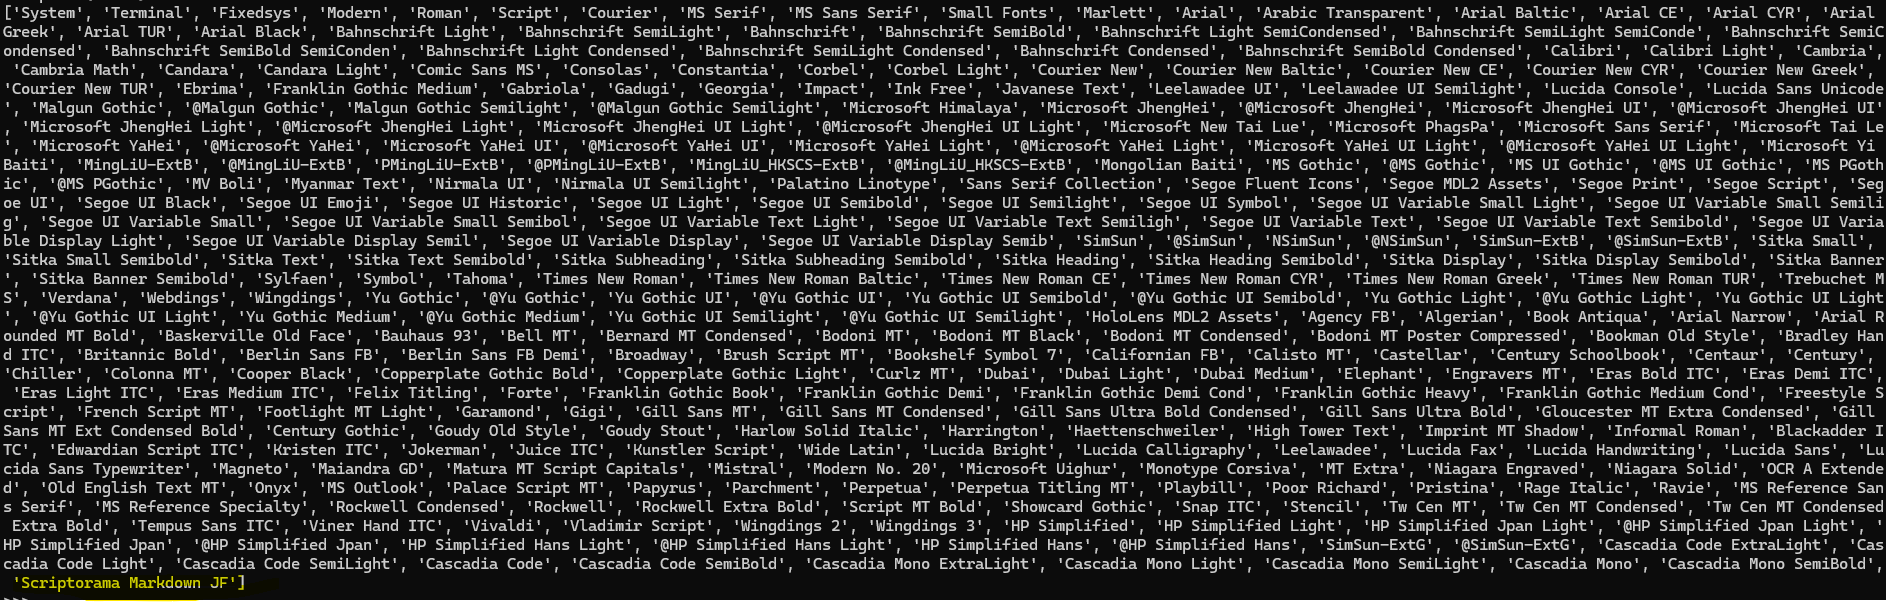 ['System', 'Terminal', 'Fixedsys', 'Modern', 'Roman', 'Script', 'Courier', 'MS Serif', 'MS Sans Serif', 'Small Fonts', 'Marlett', 'Arial', 'Arabic Transparent', 'Arial Baltic', 'Arial CE', 'Arial CYR', 'Arial
Greek', 'Arial TUR', 'Arial Black', 'Bahnschrift Light', 'Bahnschrift SemiLight', 'Bahnschrift', 'Bahnschrift SemiBold', 'Bahnschrift Light SemiCondensed', 'Bahnschrift SemiLight SemiConde', 'Bahnschrift SemiC
ondensed', 'Bahnschrift SemiBold SemiConden', 'Bahnschrift Light Condensed', 'Bahnschrift SemiLight Condensed', 'Bahnschrift Condensed', 'Bahnschrift SemiBold Condensed', 'Calibri', 'Calibri Light', 'Cambria',
'Cambria Math', 'Candara', 'Candara Light', 'Comic Sans MS', 'Consolas', 'Constantia', 'Corbel', 'Corbel Light', 'Courier New', 'Courier New Baltic', 'Courier New CE', 'Courier New CYR', 'Courier New Greek',
'Courier New TUR', 'Ebrima', 'Franklin Gothic Medium', 'Gabriola', 'Gadugi', 'Georgia', 'Impact', 'Ink Free', 'Javanese Text', 'Leelawadee UI', 'Leelawadee UI Semilight', 'Lucida Console', 'Lucida Sans Unicode
', 'Malgun Gothic', '@Malgun Gothic', 'Malgun Gothic Semilight', '@Malgun Gothic Semilight', 'Microsoft Himalaya', 'Microsoft JhengHei', '@Microsoft JhengHei', 'Microsoft JhengHei UI', '@Microsoft JhengHei UI'
, 'Microsoft JhengHei Light', '@Microsoft JhengHei Light', 'Microsoft JhengHei UI Light', '@Microsoft JhengHei UI Light', 'Microsoft New Tai Lue', 'Microsoft PhagsPa', 'Microsoft Sans Serif', 'Microsoft Tai Le
', 'Microsoft YaHei', '@Microsoft YaHei', 'Microsoft YaHei UI', '@Microsoft YaHei UI', 'Microsoft YaHei Light', '@Microsoft YaHei Light', 'Microsoft YaHei UI Light', '@Microsoft YaHei UI Light', 'Microsoft Yi
Baiti', 'MingLiU-ExtB', '@MingLiU-ExtB', 'PMingLiU-ExtB', '@PMingLiU-ExtB', 'MingLiU_HKSCS-ExtB', '@MingLiU_HKSCS-ExtB', 'Mongolian Baiti', 'MS Gothic', '@MS Gothic', 'MS UI Gothic', '@MS UI Gothic', 'MS PGoth
ic', '@MS PGothic', 'MV Boli', 'Myanmar Text', 'Nirmala UI', 'Nirmala UI Semilight', 'Palatino Linotype', 'Sans Serif Collection', 'Segoe Fluent Icons', 'Segoe MDL2 Assets', 'Segoe Print', 'Segoe Script', 'Seg
oe UI', 'Segoe UI Black', 'Segoe UI Emoji', 'Segoe UI Historic', 'Segoe UI Light', 'Segoe UI Semibold', 'Segoe UI Semilight', 'Segoe UI Symbol', 'Segoe UI Variable Small Light', 'Segoe UI Variable Small Semili
g', 'Segoe UI Variable Small', 'Segoe UI Variable Small Semibol', 'Segoe UI Variable Text Light', 'Segoe UI Variable Text Semiligh', 'Segoe UI Variable Text', 'Segoe UI Variable Text Semibold', 'Segoe UI Varia
ble Display Light', 'Segoe UI Variable Display Semil', 'Segoe UI Variable Display', 'Segoe UI Variable Display Semib', 'SimSun', '@SimSun', 'NSimSun', '@NSimSun', 'SimSun-ExtB', '@SimSun-ExtB', 'Sitka Small',
'Sitka Small Semibold', 'Sitka Text', 'Sitka Text Semibold', 'Sitka Subheading', 'Sitka Subheading Semibold', 'Sitka Heading', 'Sitka Heading Semibold', 'Sitka Display', 'Sitka Display Semibold', 'Sitka Banner'
, 'Sitka Banner Semibold', 'Sylfaen', 'Symbol', 'Tahoma', 'Times New Roman', 'Times New Roman Baltic', 'Times New Roman CE', 'Times New Roman CYR', 'Times New Roman Greek', 'Times New Roman TUR', 'Trebuchet M
S', 'Verdana', 'Webdings', 'Wingdings', 'Yu Gothic', '@Yu Gothic', 'Yu Gothic UI', '@Yu Gothic UI', 'Yu Gothic UI Semibold', '@Yu Gothic UI Semibold', 'Yu Gothic Light', '@Yu Gothic Light', 'Yu Gothic UI Light
', '@Yu Gothic UI Light', 'Yu Gothic Medium', '@Yu Gothic Medium', 'Yu Gothic UI Semilight', '@Yu Gothic UI Semilight', 'HoloLens MDL2 Assets', 'Agency FB', 'Algerian', 'Book Antiqua', 'Arial Narrow', 'Arial R
ounded MT Bold', 'Baskerville Old Face', 'Bauhaus 93', 'Bell MT', 'Bernard MT Condensed', 'Bodoni MT', 'Bodoni MT Black', 'Bodoni MT Condensed', 'Bodoni MT Poster Compressed', 'Bookman Old Style', 'Bradley Han
d ITC', 'Britannic Bold', 'Berlin Sans FB', 'Berlin Sans FB Demi', 'Broadway', 'Brush Script MT', 'Bookshelf Symbol 7', 'Californian FB', 'Calisto MT', 'Castellar', 'Century Schoolbook', 'Centaur', 'Century',
'Chiller', 'Colonna MT', 'Cooper Black', 'Copperplate Gothic Bold', 'Copperplate Gothic Light', 'Curlz MT', 'Dubai', 'Dubai Light', 'Dubai Medium', 'Elephant', 'Engravers MT', 'Eras Bold ITC', 'Eras Demi ITC',
'Eras Light ITC', 'Eras Medium ITC', 'Felix Titling', 'Forte', 'Franklin Gothic Book', 'Franklin Gothic Demi', 'Franklin Gothic Demi Cond', 'Franklin Gothic Heavy', 'Franklin Gothic Medium Cond', 'Freestyle S
cript', 'French Script MT', 'Footlight MT Light', 'Garamond', 'Gigi', 'Gill Sans MT', 'Gill Sans MT Condensed', 'Gill Sans Ultra Bold Condensed', 'Gill Sans Ultra Bold', 'Gloucester MT Extra Condensed', 'Gill
Sans MT Ext Condensed Bold', 'Century Gothic', 'Goudy Old Style', 'Goudy Stout', 'Harlow Solid Italic', 'Harrington', 'Haettenschweiler', 'High Tower Text', 'Imprint MT Shadow', 'Informal Roman', 'Blackadder I
TC', 'Edwardian Script ITC', 'Kristen ITC', 'Jokerman', 'Juice ITC', 'Kunstler Script', 'Wide Latin', 'Lucida Bright', 'Lucida Calligraphy', 'Leelawadee', 'Lucida Fax', 'Lucida Handwriting', 'Lucida Sans', 'Lu
cida Sans Typewriter', 'Magneto', 'Maiandra GD', 'Matura MT Script Capitals', 'Mistral', 'Modern No. 20', 'Microsoft Uighur', 'Monotype Corsiva', 'MT Extra', 'Niagara Engraved', 'Niagara Solid', 'OCR A Extende
d', 'Old English Text MT', 'Onyx', 'MS Outlook', 'Palace Script MT', 'Papyrus', 'Parchment', 'Perpetua', 'Perpetua Titling MT', 'Playbill', 'Poor Richard', 'Pristina', 'Rage Italic', 'Ravie', 'MS Reference San
s Serif', 'MS Reference Specialty', 'Rockwell Condensed', 'Rockwell', 'Rockwell Extra Bold', 'Script MT Bold', 'Showcard Gothic', 'Snap ITC', 'Stencil', 'Tw Cen MT', 'Tw Cen MT Condensed', 'Tw Cen MT Condensed
Extra Bold', 'Tempus Sans ITC', 'Viner Hand ITC', 'Vivaldi', 'Vladimir Script', 'Wingdings 2', 'Wingdings 3', 'HP Simplified', 'HP Simplified Light', 'HP Simplified Jpan Light', '@HP Simplified Jpan Light', '
HP Simplified Jpan', '@HP Simplified Jpan', 'HP Simplified Hans Light', '@HP Simplified Hans Light', 'HP Simplified Hans', '@HP Simplified Hans', 'SimSun-ExtG', '@SimSun-ExtG', 'Cascadia Code ExtraLight', 'Cas
cadia Code Light', 'Cascadia Code SemiLight', 'Cascadia Code', 'Cascadia Code SemiBold', 'Cascadia Mono ExtraLight', 'Cascadia Mono Light', 'Cascadia Mono SemiLight', 'Cascadia Mono', 'Cascadia Mono SemiBold',
'Scriptorama Markdown JF']